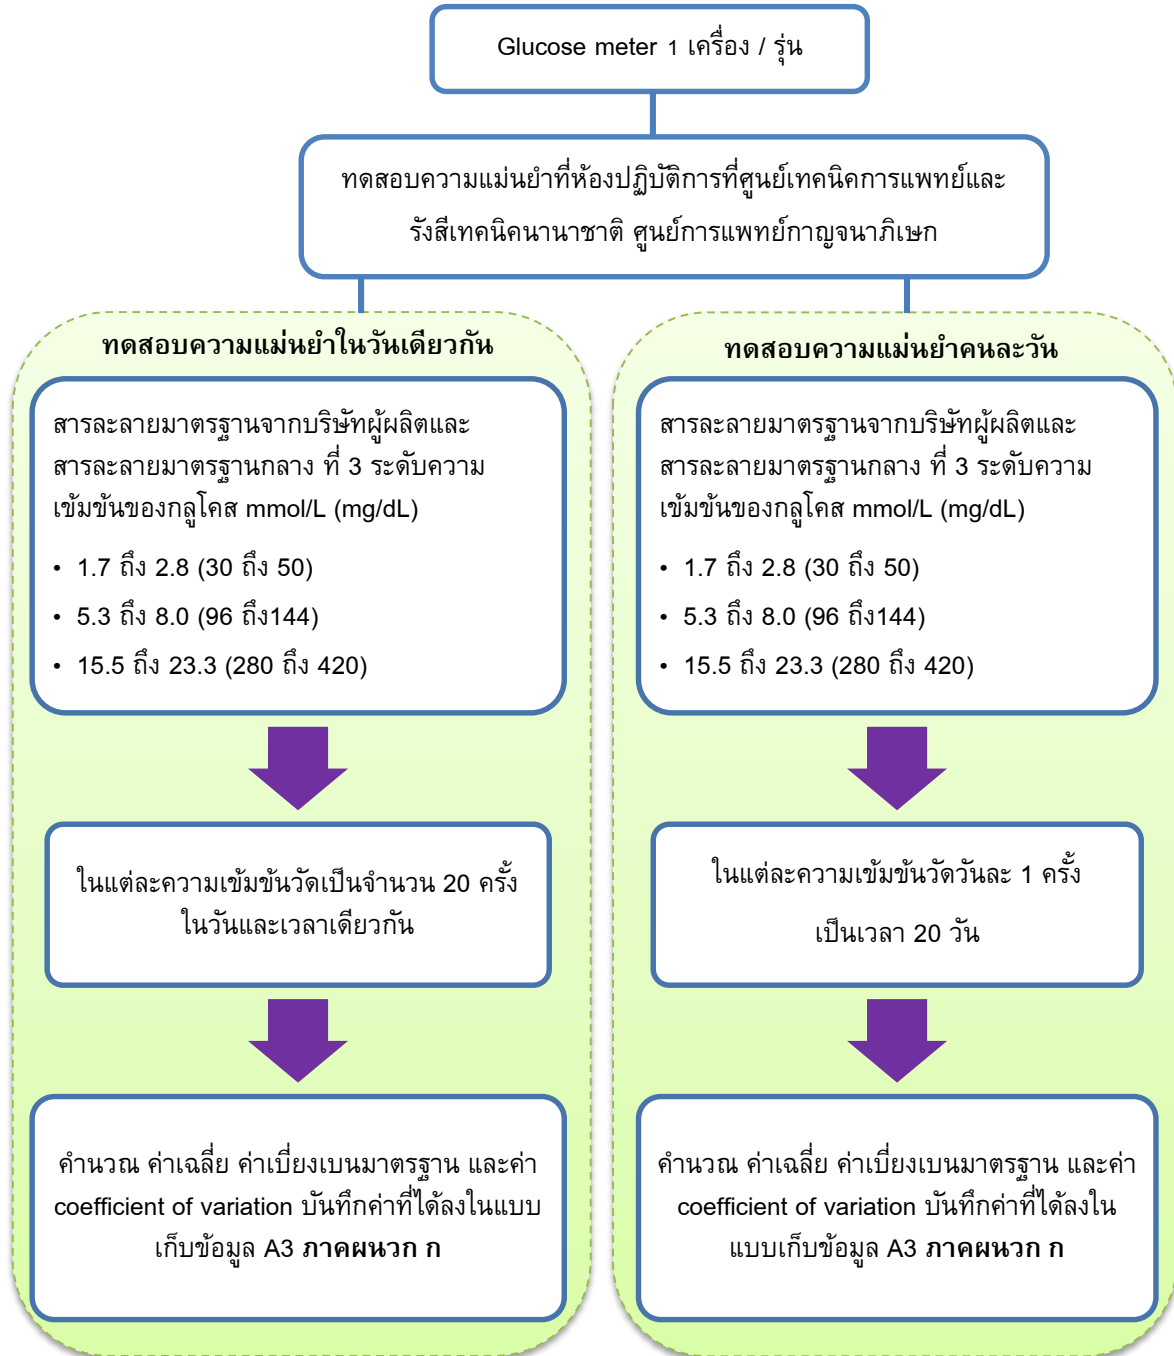 Glucose meter 1 เครื่อง / รุ่น
ทดสอบความแม่นยำที่ห้องปฏิบัติการที่ศูนย์เทคนิคการแพทย์และ
รังสีเทคนิคนานาชาติ ศูนย์การแพทย์กาญจนาภิเษก
ทดสอบความแม่นยำในวันเดียวกัน
สารละลายมาตรฐานจากบริษัทผู้ผลิตและ
สารละลายมาตรฐานกลาง ที่ 3 ระดับความ
เข้มข้นของกลูโคส mmol/L (mg/dL)
• 1.7 ถึง 2.8 (30 ถึง 50)
• 5.3 ถึง 8.0 (96 ถึง144)
• 15.5 ถึง 23.3 (280 ถึง 420)
ในแต่ละความเข้มข้นวัดเป็นจำนวน 20 ครั้ง
ในวันและเวลาเดียวกัน
คำนวณ ค่าเฉลี่ย ค่าเบี่ยงเบนมาตรฐาน และค่า
coefficient of variation บันทึกค่าที่ได้ลงในแบบ
เก็บข้อมูล A3 ภาคผนวก ก
ทดสอบความแม่นยำคนละวัน
สารละลายมาตรฐานจากบริษัทผู้ผลิตและ
สารละลายมาตรฐานกลาง ที่ 3 ระดับความ
เข้มข้นของกลูโคส mmol/L (mg/dL)
• 1.7 ถึง 2.8 (30 ถึง 50)
• 5.3 ถึง 8.0 (96 ถึง144)
• 15.5 ถึง 23.3 (280 ถึง 420)
ในแต่ละความเข้มข้นวัดวันละ 1 ครั้ง
เป็นเวลา 20 วัน
คำนวณ ค่าเฉลี่ย ค่าเบี่ยงเบนมาตรฐาน และค่า
coefficient of variation บันทึกค่าที่ได้ลงใน
แบบเก็บข้อมูล A3 ภาคผนวก ก